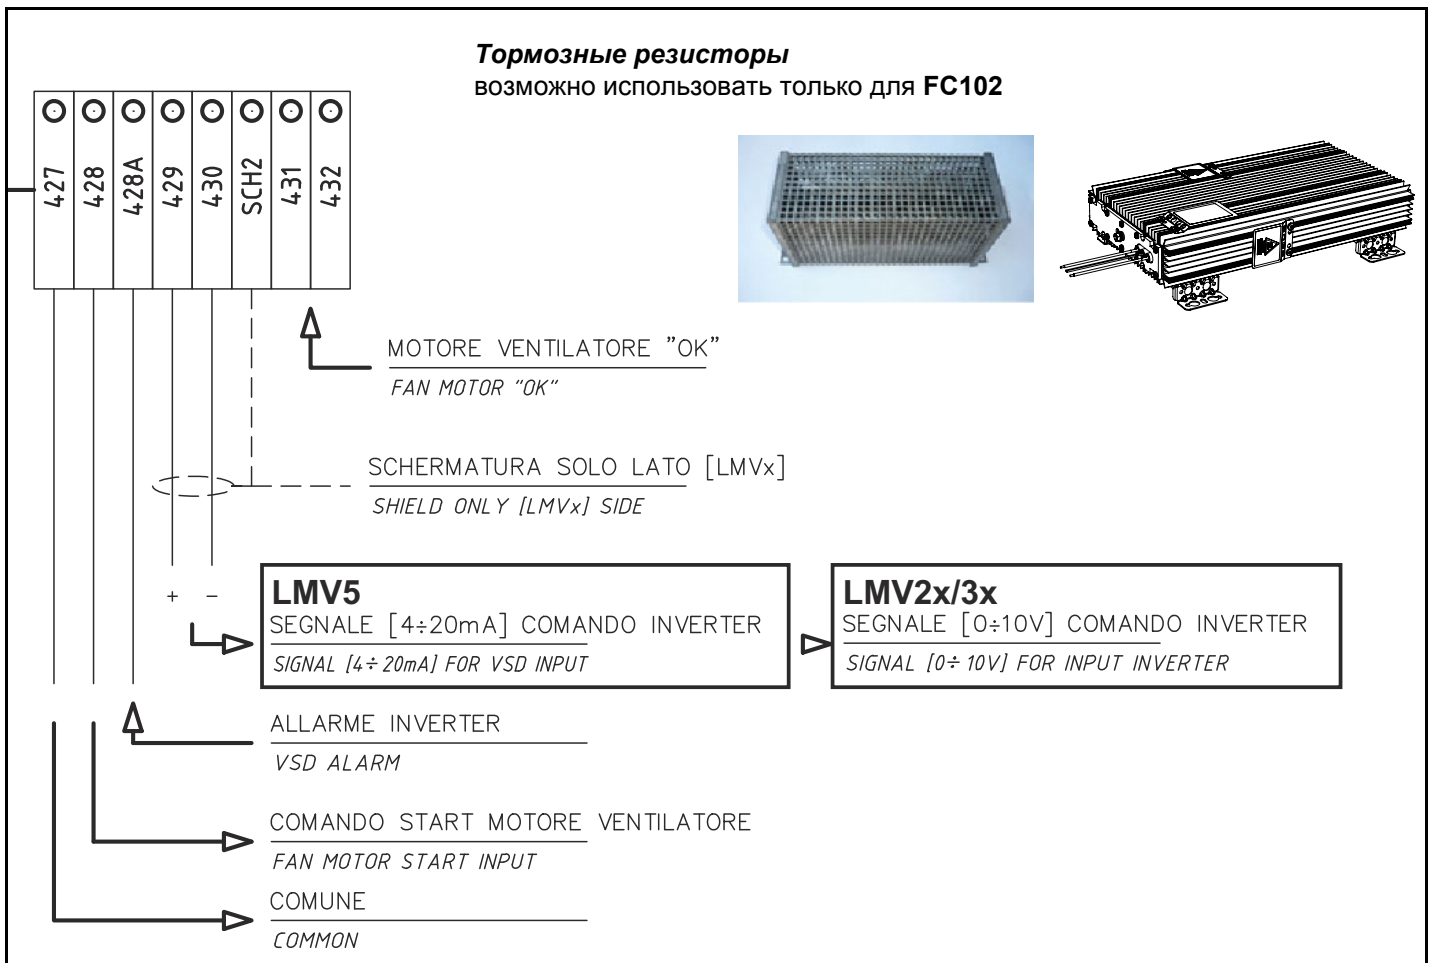 Тормозные резисторы
возможно использовать только для FC102
427
428
428A
429
430
SCH2
431
432
MOTORE VENTILATORE "OK"
FAN MOTOR "OK"
SCHERMATURA SOLO LATO [LMVx]
SHIELD ONLY [LMVx] SIDE
+ −
LMV5
SEGNALE [4÷20mA] COMANDO INVERTER
SIGNAL [4÷20mA] FOR VSD INPUT
LMV2x/3x
SEGNALE [0÷10V] COMANDO INVERTER
SIGNAL [0÷10V] FOR INPUT INVERTER
ALLARME INVERTER
VSD ALARM
COMANDO START MOTORE VENTILATORE
FAN MOTOR START INPUT
COMUNE
COMMON